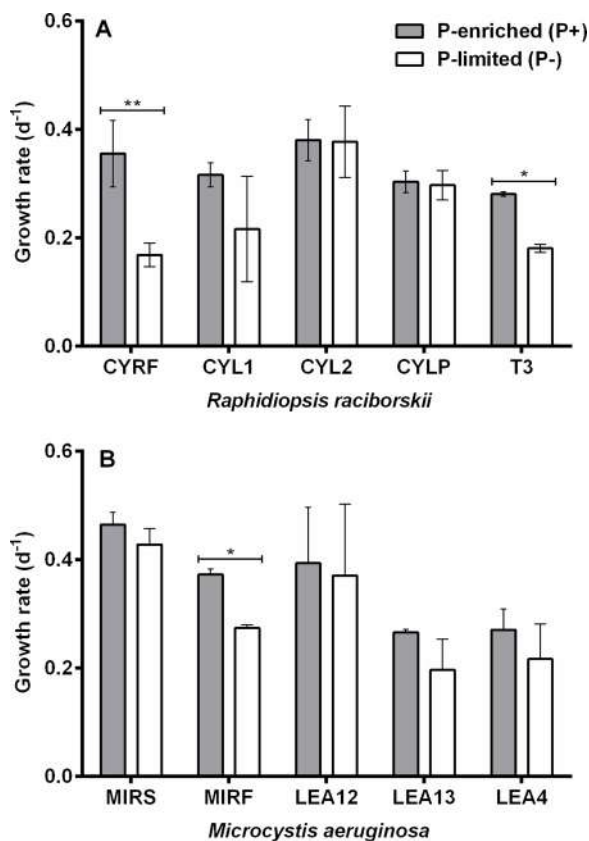 A
P-enriched (P+)
P-limited (P-)
Growth rate (d⁻¹)
0.6
0.4
0.2
0.0
**
*
CYRF CYL1 CYL2 CYLP T3
Raphidiopsis raciborskii
B
Growth rate (d⁻¹)
0.6
0.4
0.2
0.0
*
MIRS MIRF LEA12 LEA13 LEA4
Microcystis aeruginosa